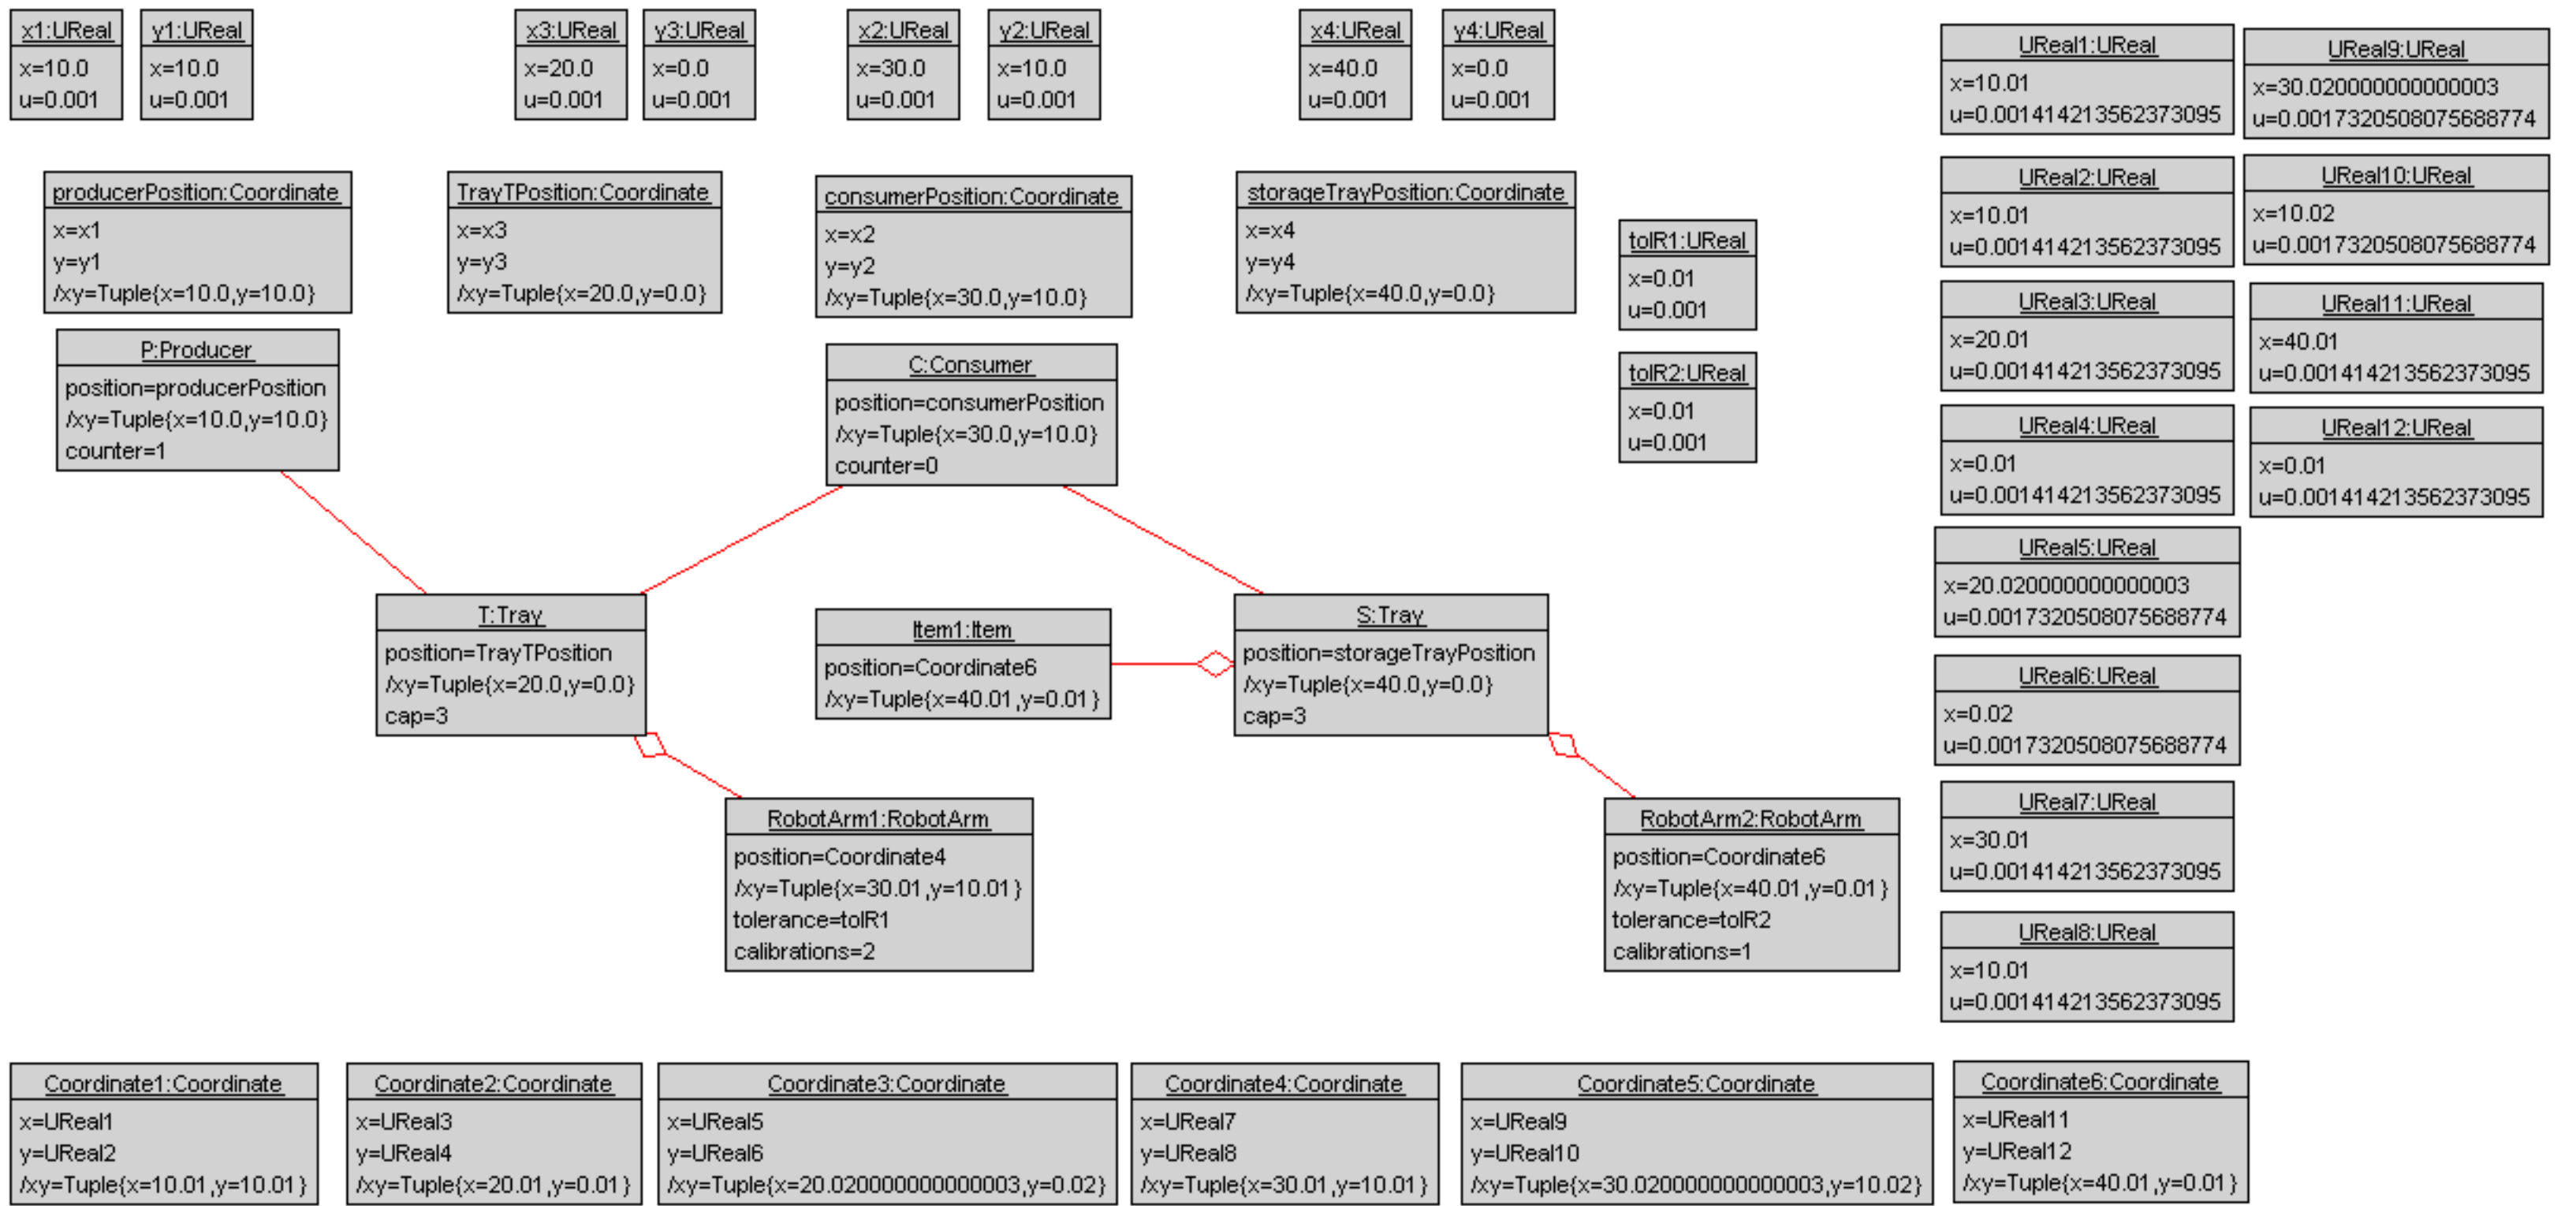 x1:UReal
x=10.0
u=0.001
y1:UReal
x=10.0
u=0.001
x3:UReal
x=20.0
u=0.001
y3:UReal
x=0.0
u=0.001
x2:UReal
x=30.0
u=0.001
y2:UReal
x=10.0
u=0.001
x4:UReal
x=40.0
u=0.001
y4:UReal
x=0.0
u=0.001
producerPosition:Coordinate
x=x1
y=y1
/xy=Tuple{x=10.0,y=10.0}
TrayTPosition:Coordinate
x=x3
y=y3
/xy=Tuple{x=20.0,y=0.0}
consumerPosition:Coordinate
x=x2
y=y2
/xy=Tuple{x=30.0,y=10.0}
storageTrayPosition:Coordinate
x=x4
y=y4
/xy=Tuple{x=40.0,y=0.0}
tolR1:UReal
x=0.01
u=0.001
tolR2:UReal
x=0.01
u=0.001
P:Producer
position=producerPosition
/xy=Tuple{x=10.0,y=10.0}
counter=1
C:Consumer
position=consumerPosition
/xy=Tuple{x=30.0,y=10.0}
counter=0
T:Tray
position=TrayTPosition
/xy=Tuple{x=20.0,y=0.0}
cap=3
Item1:Item
position=Coordinate6
/xy=Tuple{x=40.01,y=0.01}
S:Tray
position=storageTrayPosition
/xy=Tuple{x=40.0,y=0.0}
cap=3
RobotArm1:RobotArm
position=Coordinate4
/xy=Tuple{x=30.01,y=10.01}
tolerance=tolR1
calibrations=2
RobotArm2:RobotArm
position=Coordinate6
/xy=Tuple{x=40.01,y=0.01}
tolerance=tolR2
calibrations=1
UReal1:UReal
x=10.01
u=0.001414213562373095
UReal2:UReal
x=10.01
u=0.001414213562373095
UReal3:UReal
x=20.01
u=0.001414213562373095
UReal4:UReal
x=0.01
u=0.001414213562373095
UReal5:UReal
x=20.020000000000003
u=0.0017320508075688774
UReal6:UReal
x=0.02
u=0.0017320508075688774
UReal7:UReal
x=30.01
u=0.001414213562373095
UReal8:UReal
x=10.01
u=0.001414213562373095
UReal9:UReal
x=30.020000000000003
u=0.0017320508075688774
UReal10:UReal
x=10.02
u=0.0017320508075688774
UReal11:UReal
x=40.01
u=0.001414213562373095
UReal12:UReal
x=0.01
u=0.001414213562373095
Coordinate1:Coordinate
x=UReal1
y=UReal2
/xy=Tuple{x=10.01,y=10.01}
Coordinate2:Coordinate
x=UReal3
y=UReal4
/xy=Tuple{x=20.01,y=0.01}
Coordinate3:Coordinate
x=UReal5
y=UReal6
/xy=Tuple{x=20.020000000000003,y=0.02}
Coordinate4:Coordinate
x=UReal7
y=UReal8
/xy=Tuple{x=30.01,y=10.01}
Coordinate5:Coordinate
x=UReal9
y=UReal10
/xy=Tuple{x=30.020000000000003,y=10.02}
Coordinate6:Coordinate
x=UReal11
y=UReal12
/xy=Tuple{x=40.01,y=0.01}